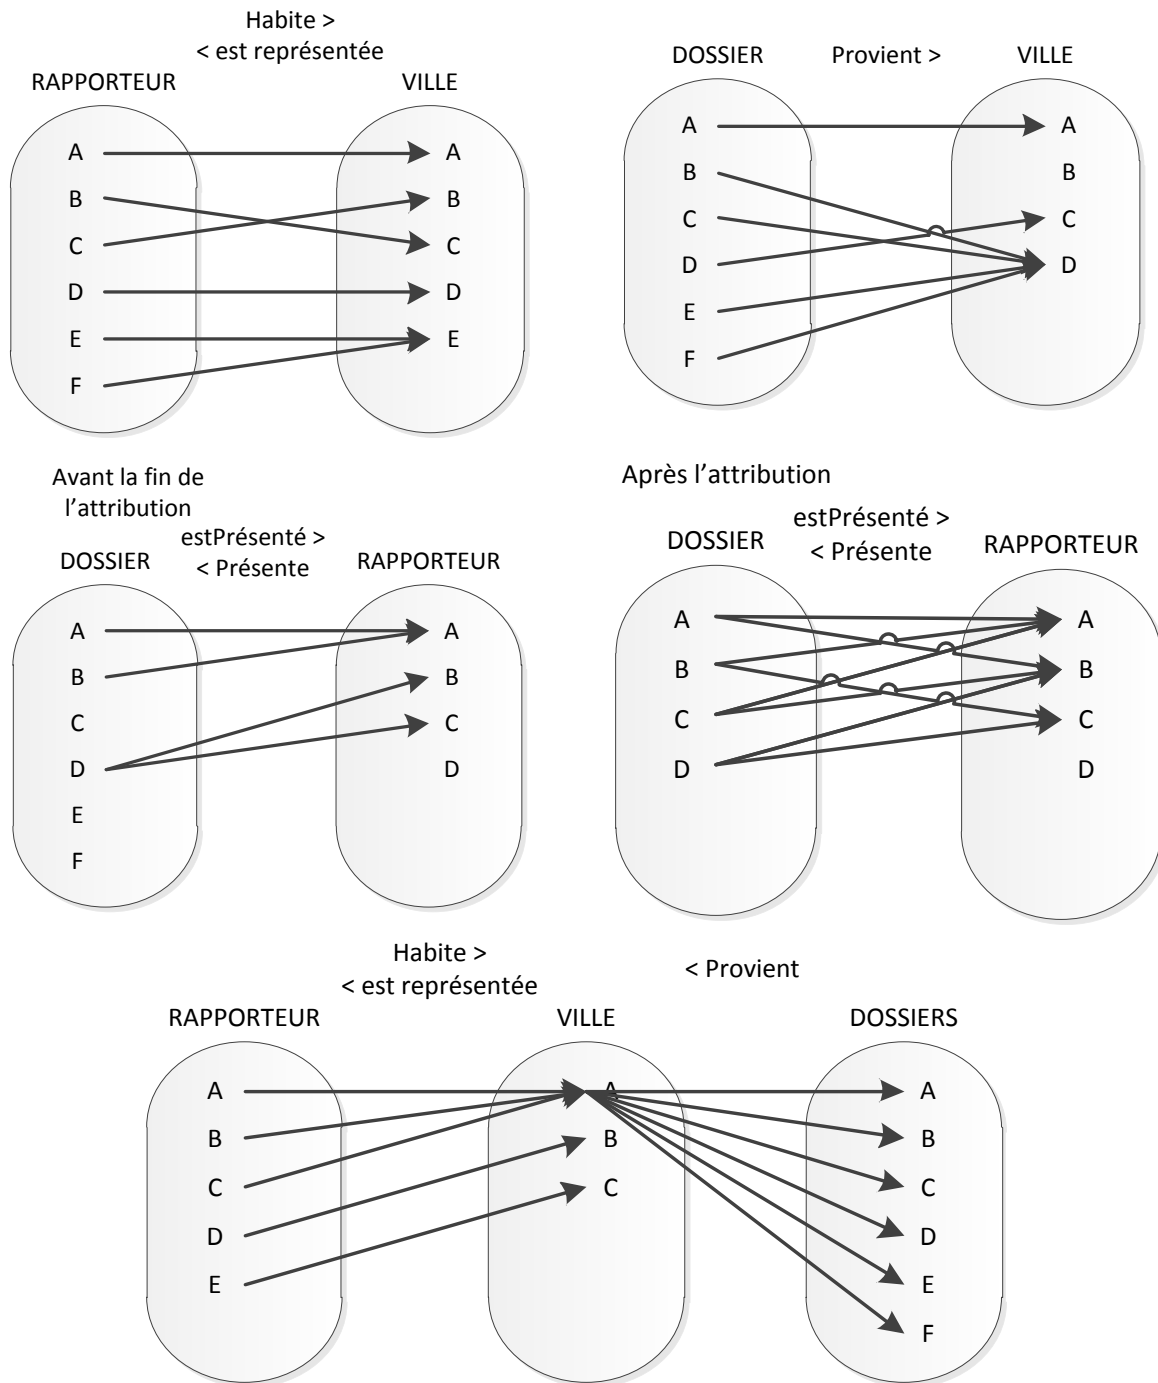 Habite >
< est représentée
RAPPORTEUR
VILLE
A
B
C
D
E
F
A
B
C
D
E
DOSSIER
Provient >
VILLE
A
B
C
D
E
F
A
B
C
D
Avant la fin de
l’attribution
estPrésenté >
< Présente
DOSSIER
RAPPORTEUR
A
B
C
D
E
F
A
B
C
D
Après l’attribution
estPrésenté >
< Présente
DOSSIER
RAPPORTEUR
A
B
C
D
A
B
C
D
Habite >
< est représentée
< Provient
RAPPORTEUR
VILLE
DOSSIERS
A
B
C
D
E
A
B
C
A
B
C
D
E
F